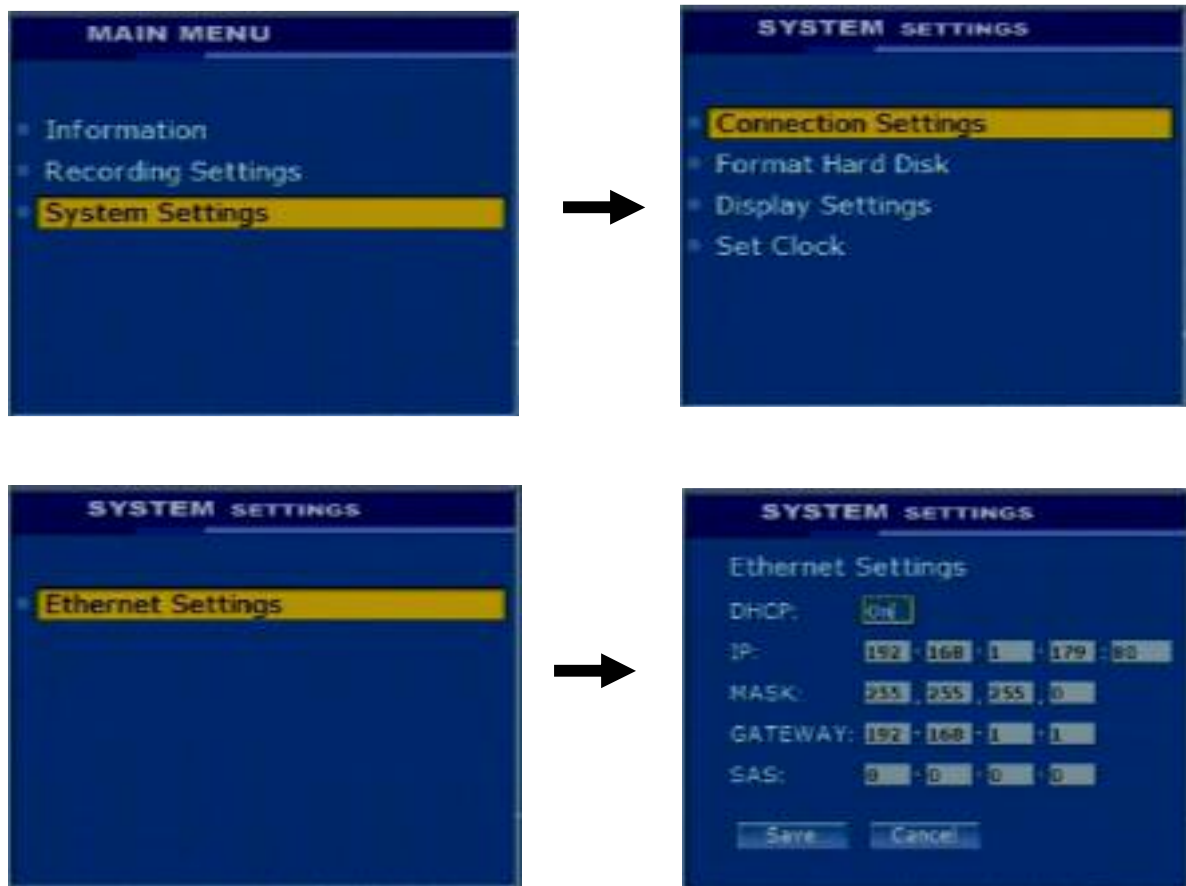 MAIN MENU
Information
Recording Settings
System Settings
SYSTEM SETTINGS
Connection Settings
Format Hard Disk
Display Settings
Set Clock
SYSTEM SETTINGS
Ethernet Settings
SYSTEM SETTINGS
Ethernet Settings
DHCP: On
IP: 192 . 168 . 1 . 179 : 80
MASK: 255 . 255 . 255 . 0
GATEWAY: 192 . 168 . 1 . 1
SAS: 0 . 0 . 0 . 0
Save Cancel